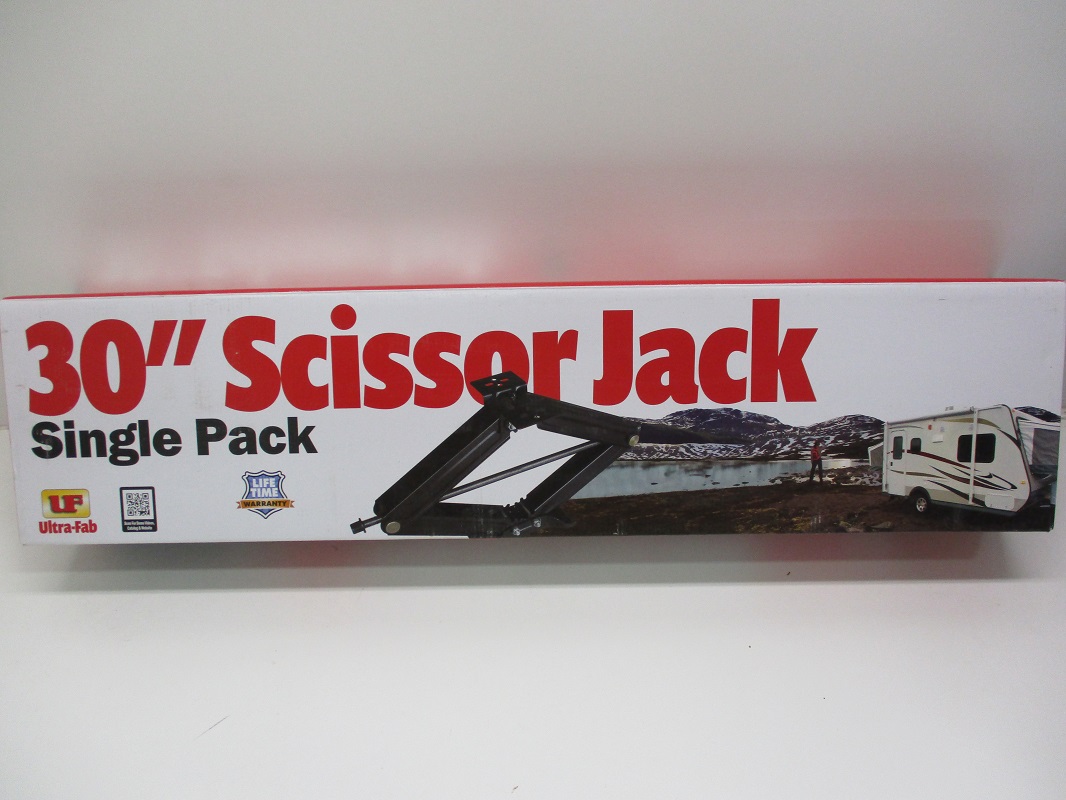 30" Scissor Jack
Single Pack
UF
Ultra-Fab
LIFE
TIME
WARRANTY